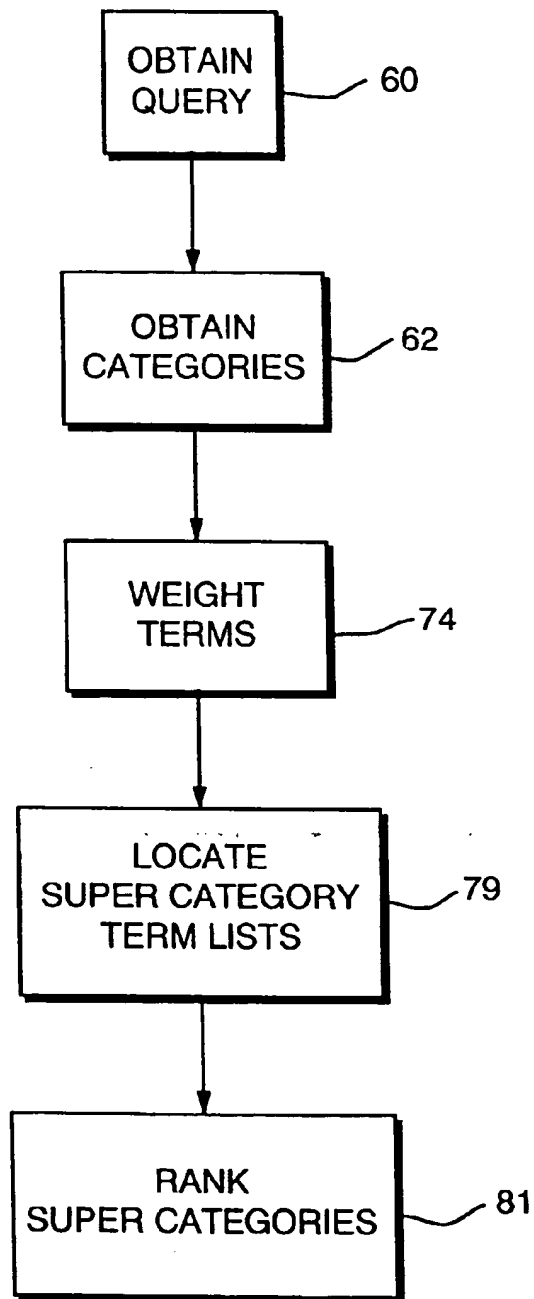 OBTAIN
QUERY
60
OBTAIN
CATEGORIES
62
WEIGHT
TERMS
74
LOCATE
SUPER CATEGORY
TERM LISTS
79
RANK
SUPER CATEGORIES
81